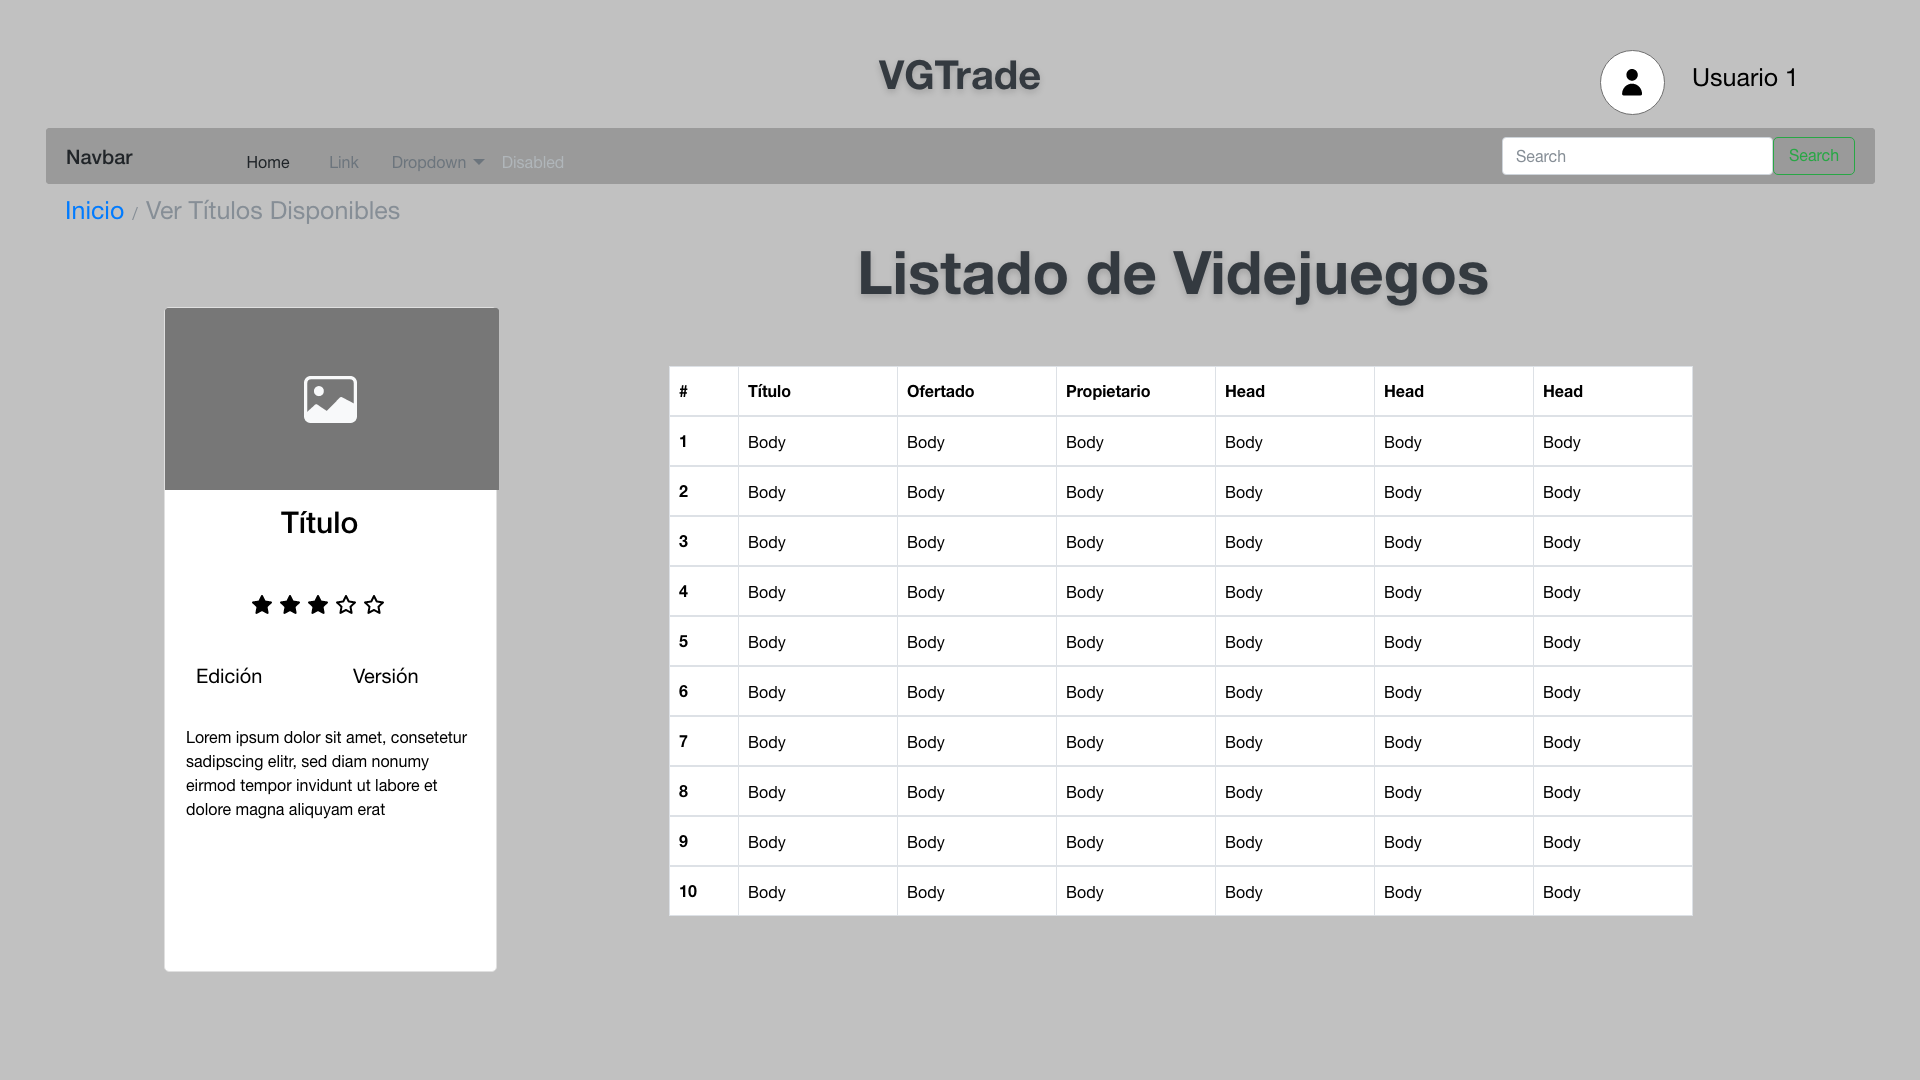 VGTrade
Usuario 1
Navbar Home Link Dropdown Disabled Search Search
Inicio / Ver Títulos Disponibles
Listado de Videjuegos
Título
Edición Versión
Lorem ipsum dolor sit amet, consetetur
sadipscing elitr, sed diam nonumy
eirmod tempor invidunt ut labore et
dolore magna aliquyam erat
# Título Ofertado Propietario Head Head Head
1 Body Body Body Body Body Body
2 Body Body Body Body Body Body
3 Body Body Body Body Body Body
4 Body Body Body Body Body Body
5 Body Body Body Body Body Body
6 Body Body Body Body Body Body
7 Body Body Body Body Body Body
8 Body Body Body Body Body Body
9 Body Body Body Body Body Body
10 Body Body Body Body Body Body